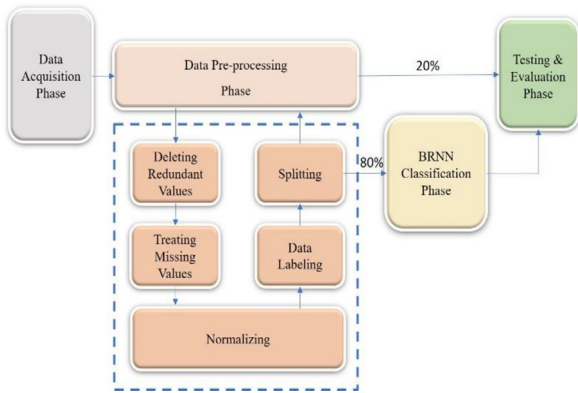 Data
Acquisition
Phase
Data Pre-processing
Phase
20%
Testing &
Evaluation
Phase
Deleting
Redundant
Values
Splitting
80%
BRNN
Classification
Phase
Treating
Missing
Values
Data
Labeling
Normalizing